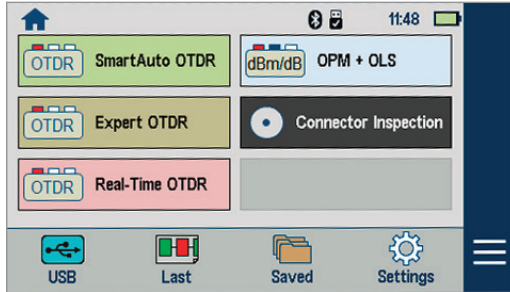 11:48
OTDR SmartAuto OTDR
dBm/dB OPM + OLS
OTDR Expert OTDR
Connector Inspection
OTDR Real-Time OTDR
USB Last Saved Settings